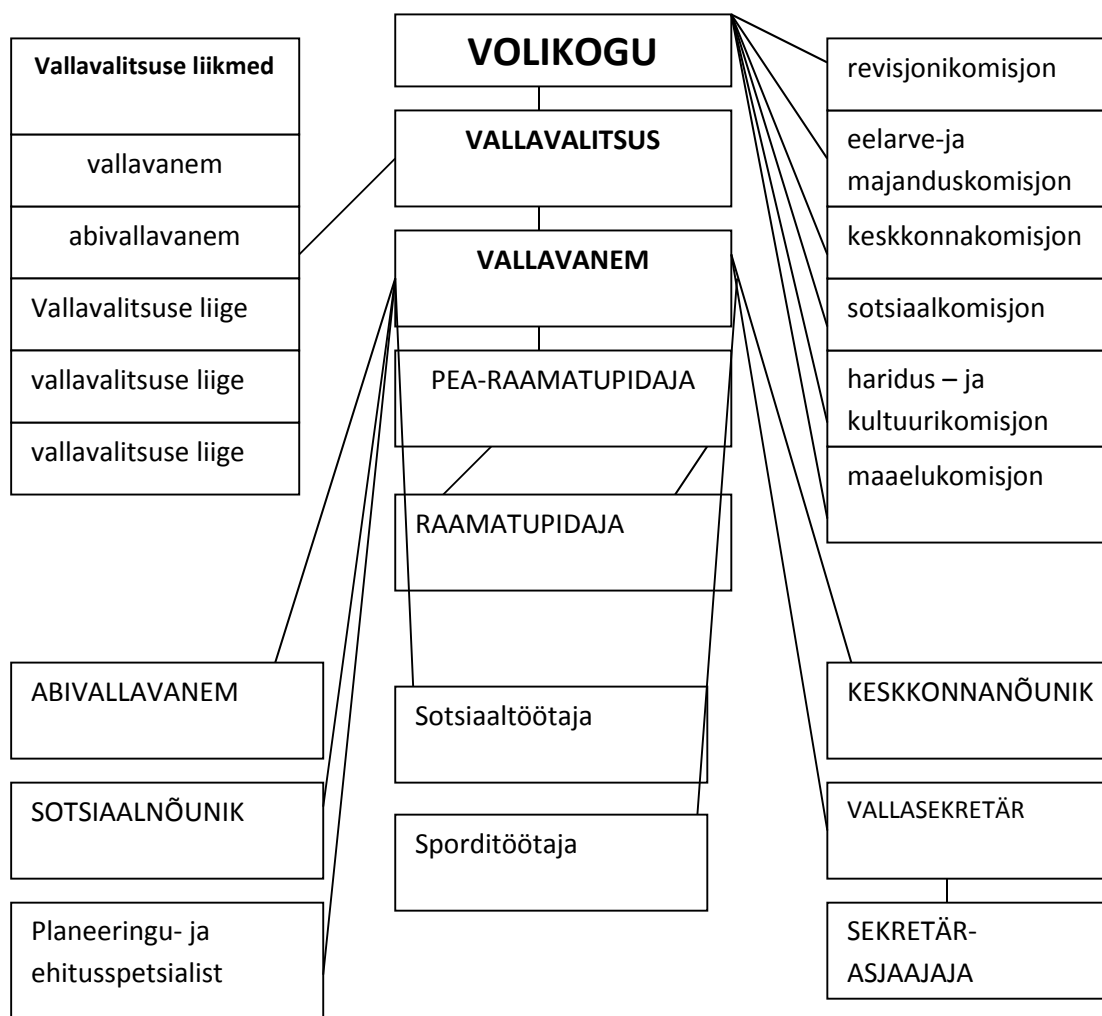 Vallavalitsuse liikmed
vallavanem
abivallavanem
Vallavalitsuse liige
vallavalitsuse liige
vallavalitsuse liige
VOLIKOGU
VALLAVALITSUS
VALLAVANEM
PEA-RAAMATUPIDAJA
RAAMATUPIDAJA
revisjonikomisjon
eelarve-ja
majanduskomisjon
keskkonnakomisjon
sotsiaalkomisjon
haridus – ja
kultuurikomisjon
maaelukomisjon
ABIVALLAVANEM
SOTSIAALNÕUNIK
Planeeringu- ja
ehitusspetsialist
Sotsiaaltöötaja
Sporditöötaja
KESKKONNANÕUNIK
VALLASEKRETÄR
SEKRETÄR-
ASJAAJAJA